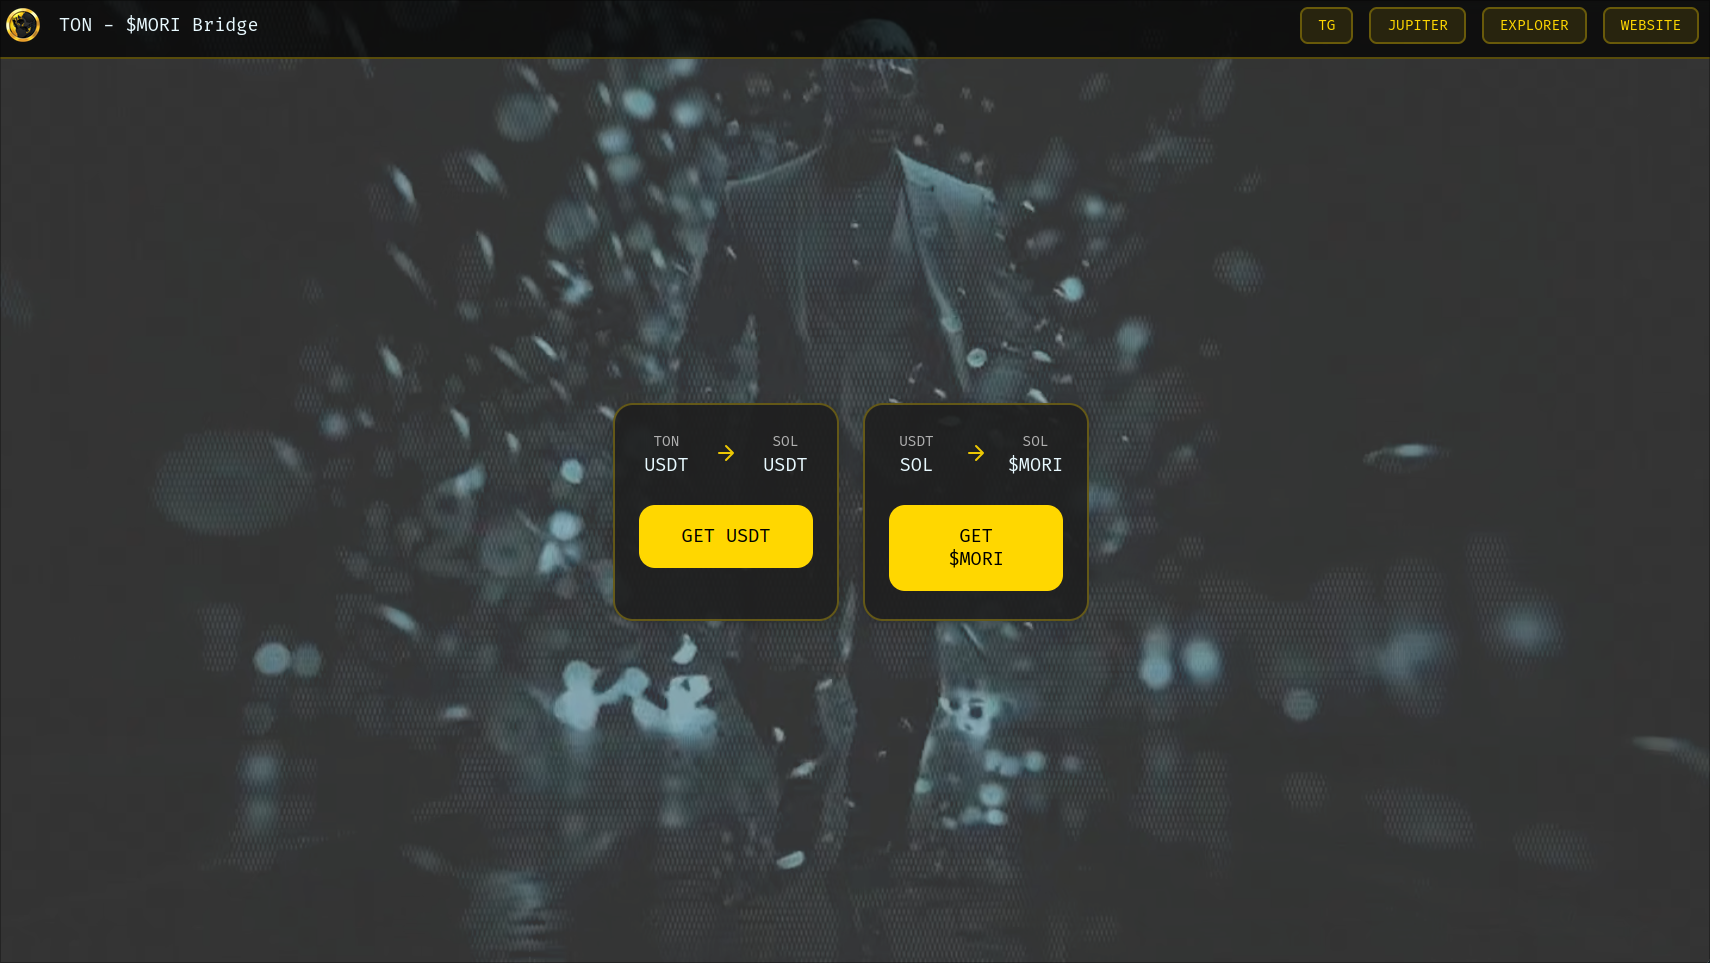 TON - $MORI Bridge
TG
JUPITER
EXPLORER
WEBSITE
TON
USDT
SOL
USDT
GET USDT
USDT
SOL
SOL
$MORI
GET
$MORI